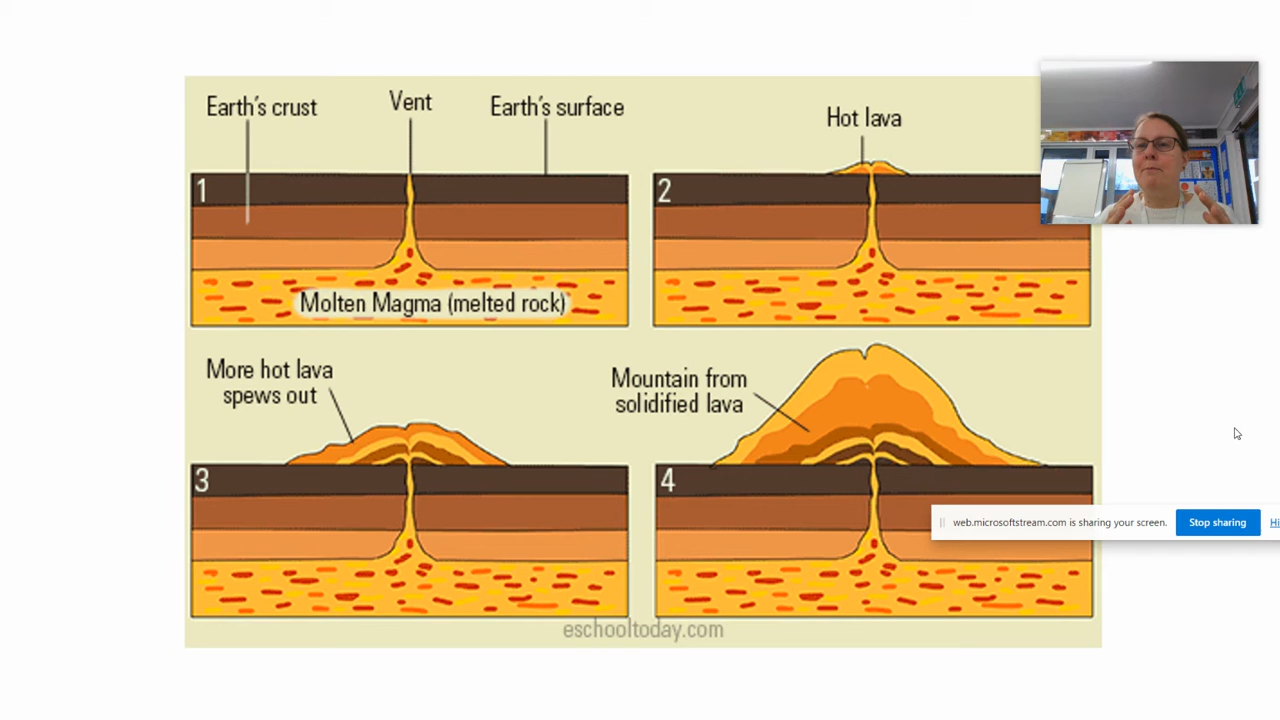 Earth's crust
Vent
Earth's surface
Hot lava
1
2
Molten Magma (melted rock)
More hot lava
spews out
Mountain from
solidified lava
3
4
web.microsoftstream.com is sharing your screen.
Stop sharing
Hi
eschooltoday.com